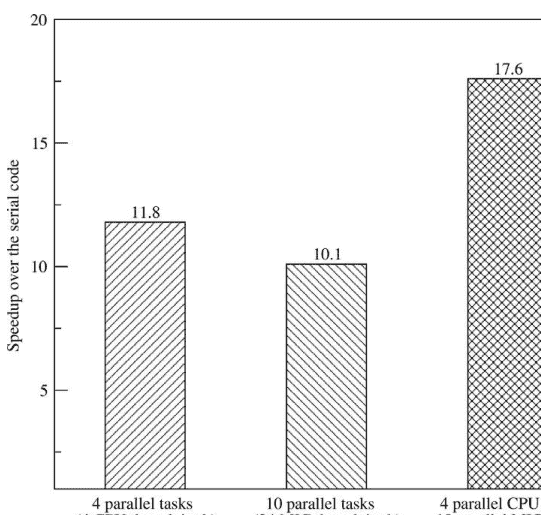 20
17.6
15
11.8
10.1
10
5
Speedup over the serial code
4 parallel tasks
10 parallel tasks
4 parallel CPU